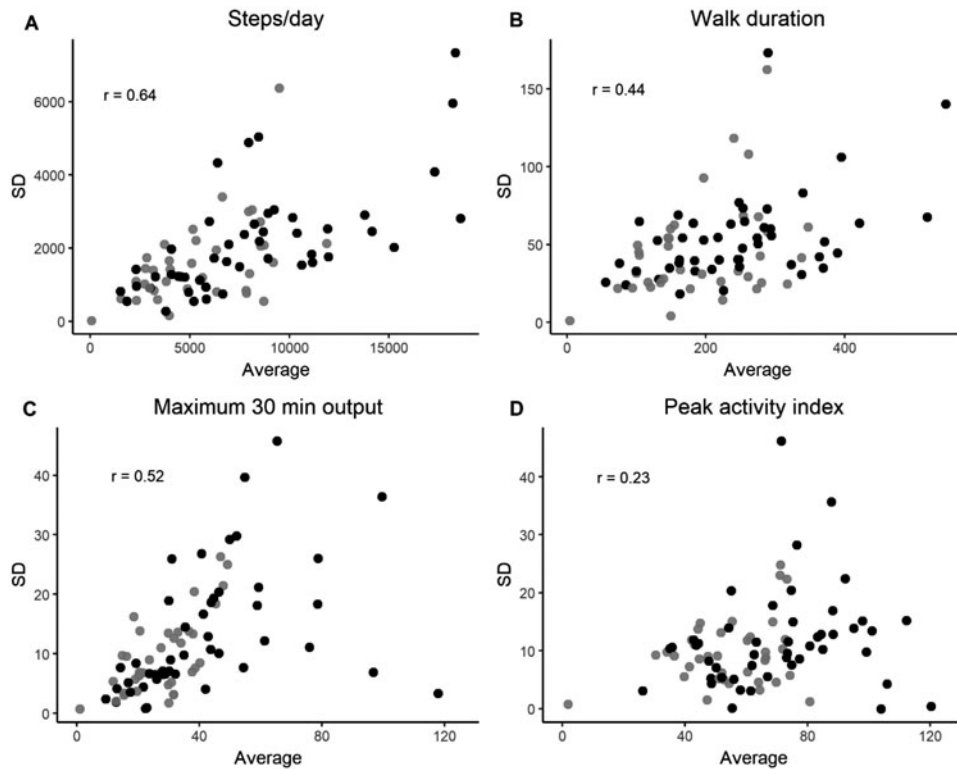 A
Steps/day
6000
4000
2000
0
SD
r = 0.64
0 5000 10000 15000
Average
B
Walk duration
150
100
50
0
SD
r = 0.44
0 200 400
Average
C
Maximum 30 min output
40
30
20
10
0
SD
r = 0.52
0 40 80 120
Average
D
Peak activity index
40
30
20
10
0
SD
r = 0.23
0 40 80 120
Average